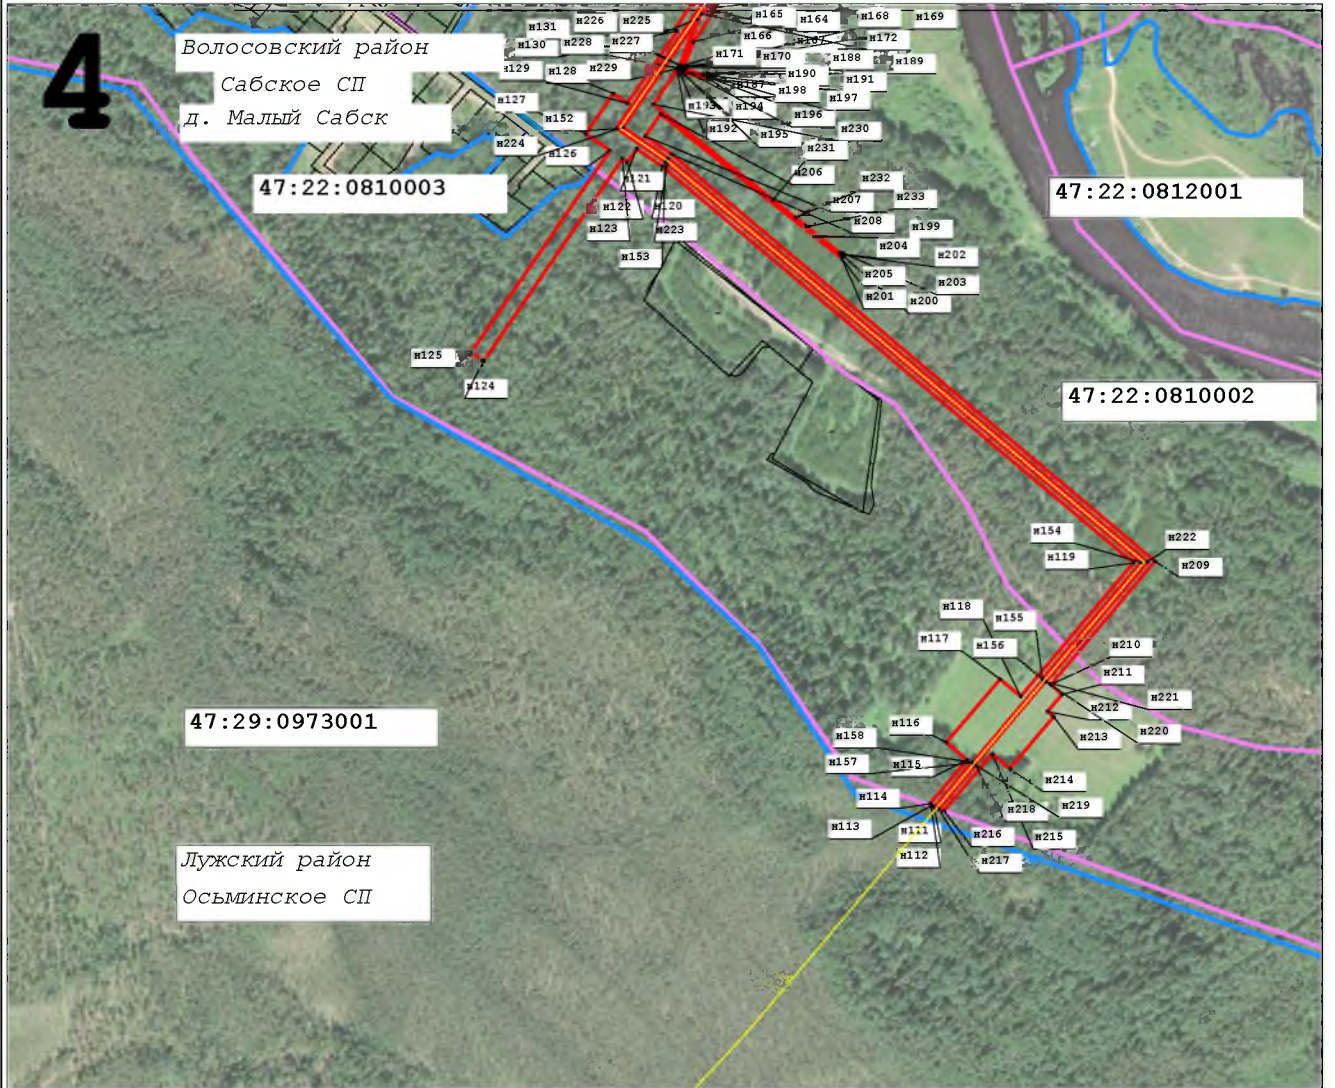 4
Волосовский район
Сабское СП
д. Малый Сабск
47:22:0810003
47:22:0812001
47:22:0810002
47:29:0973001
Лужский район
Осьминское СП
н131
н226
н225
н165
н164
н168
н169
н130
н228
н227
н166
н167
н172
н129
н128
н229
н171
н170
н188
н189
н190
н191
н187
н198
н197
н127
н152
н193
н194
н196
н192
н195
н230
н224
н126
н231
н121
н206
н232
н233
н122
н120
н207
н208
н199
н123
н223
н204
н202
н153
н205
н203
н201
н200
н125
н124
н154
н222
н119
н209
н118
н155
н117
н156
н210
н211
н221
н212
н116
н158
н213
н220
н157
н115
н214
н114
н218
н219
н113
н111
н216
н215
н112
н217